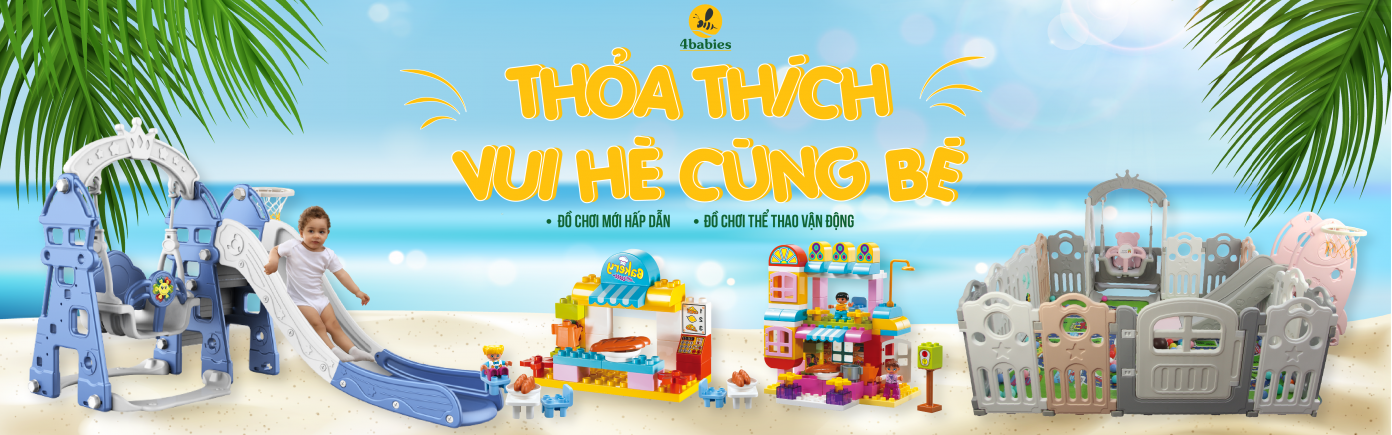 4babies
THỎA THÍCH
VUI HÈ CÙNG BÉ
• ĐỒ CHƠI MỚI HẤP DẪN • ĐỒ CHƠI THỂ THAO VẬN ĐỘNG
Bakery